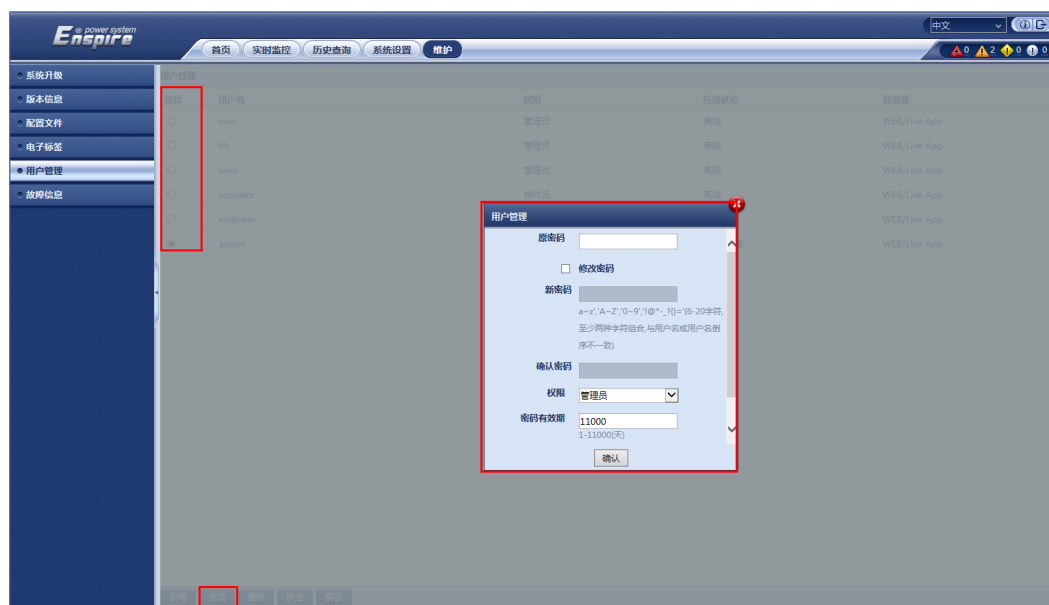 e power system
Enspire
中文
首页 实时监控 历史查询 系统设置 维护
0 2 0 0
系统升级
版本信息
配置文件
电子标签
用户管理
故障信息
用户管理
选择 用户名 权限 在线状态 登录源
wan 管理员 离线 WEB/Live App
hh 管理员 离线 WEB/Live App
管理员 离线 WEB/Live App
operator 操作员 离线 WEB/Live App
engineer WEB/Live App
admin WEB/Live App
用户管理
原密码
修改密码
新密码
a~z','A~Z','0~9','!@*-_?{}='(6-20字符,
至少两种字符组合,与用户名或用户名倒
序不一致)
确认密码
权限 管理员
密码有效期 11000
1-11000(天)
确认
新增 修改 删除 锁定 解锁